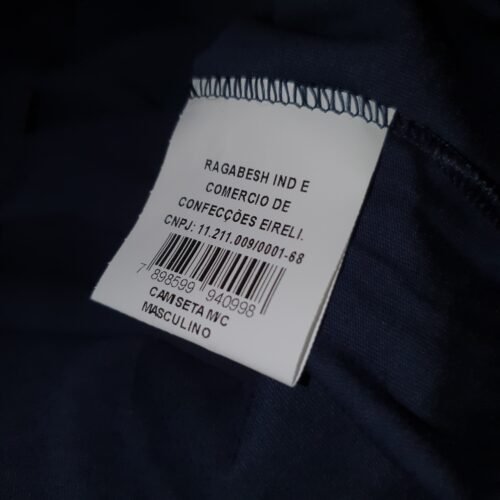 RAGABESH IND E
COMERCIO DE
CONFECÇÕES EIRELI.
CNPJ: 11.211.009/0001-68
7 898599 940998
CAMISETA M/C
MASCULINO